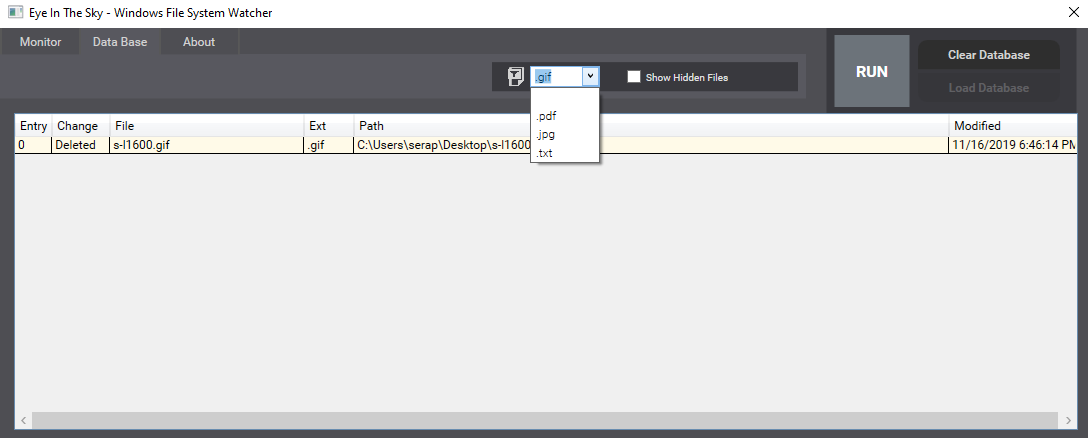 Eye In The Sky - Windows File System Watcher
Monitor Data Base About
RUN
Clear Database
Load Database
.gif
Show Hidden Files
.pdf
.jpg
.txt
Entry Change File Ext Path Modified
0 Deleted s-l1600.gif .gif C:\Users\serap\Desktop\s-l1600 11/16/2019 6:46:14 PM